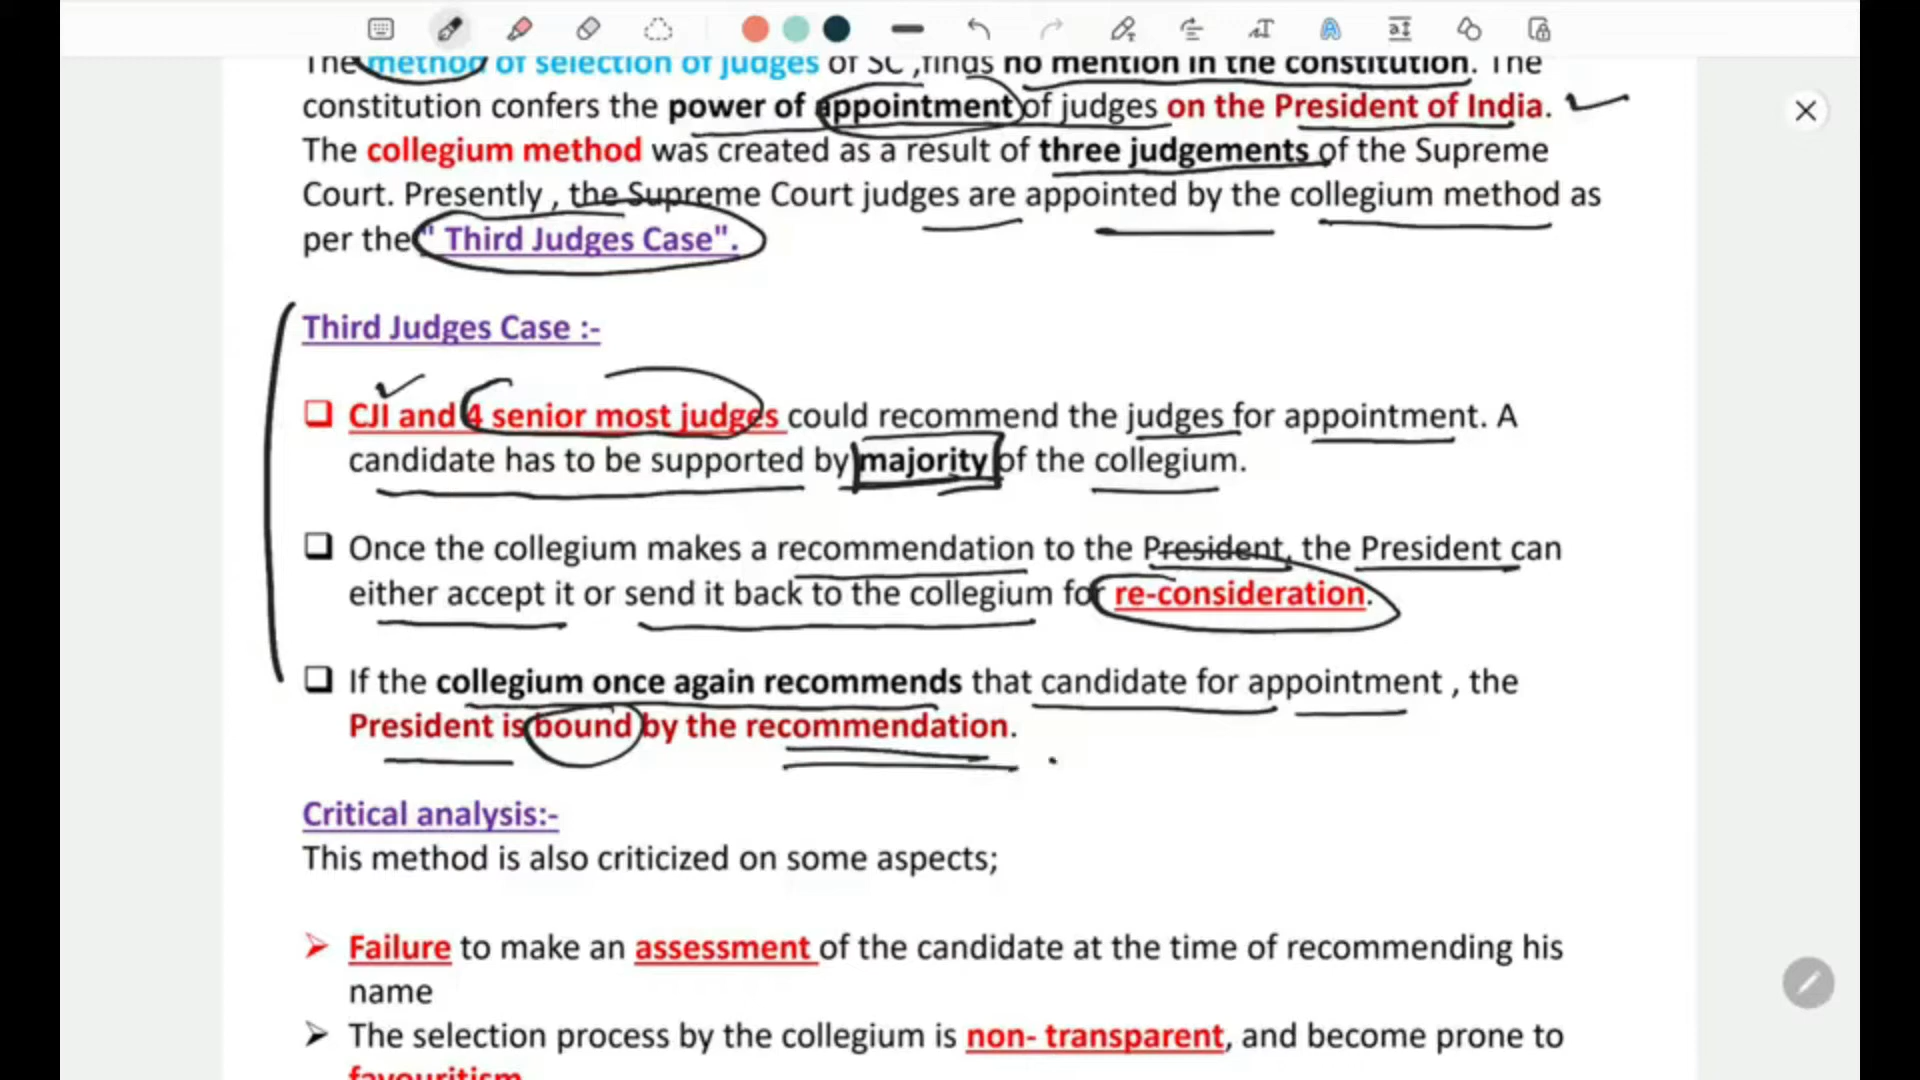 The method of selection of judges of SC ,finds no mention in the constitution. The
constitution confers the power of appointment of judges on the President of India.
The collegium method was created as a result of three judgements of the Supreme
Court. Presently , the Supreme Court judges are appointed by the collegium method as
per the " Third Judges Case".
Third Judges Case :-
❑ CJI and 4 senior most judges could recommend the judges for appointment. A
candidate has to be supported by majority of the collegium.
❑ Once the collegium makes a recommendation to the President, the President can
either accept it or send it back to the collegium for re-consideration.
❑ If the collegium once again recommends that candidate for appointment , the
President is bound by the recommendation.
Critical analysis:-
This method is also criticized on some aspects;
➢ Failure to make an assessment of the candidate at the time of recommending his
name
➢ The selection process by the collegium is non- transparent, and become prone to
favouritism